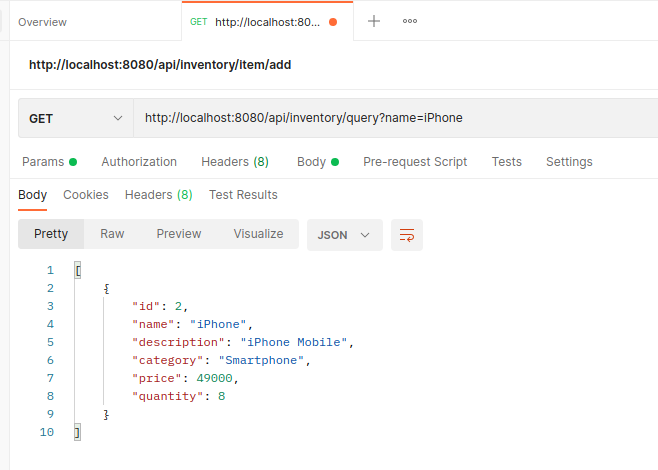 Overview
GET http://localhost:80...
http://localhost:8080/api/inventory/item/add
GET http://localhost:8080/api/inventory/query?name=iPhone
Params Authorization Headers (8) Body Pre-request Script Tests Settings
Body Cookies Headers (8) Test Results
Pretty Raw Preview Visualize JSON
1 [
2 {
3 "id": 2,
4 "name": "iPhone",
5 "description": "iPhone Mobile",
6 "category": "Smartphone",
7 "price": 49000,
8 "quantity": 8
9 }
10 ]